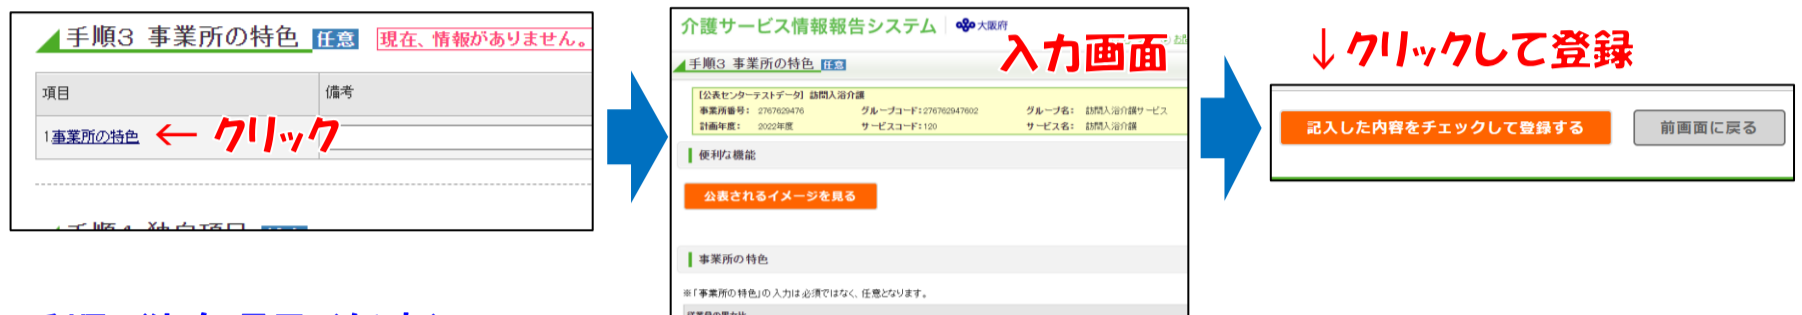 手順3 事業所の特色 任意 現在、情報がありません。
項目 備考
1 事業所の特色 ← クリック
介護サービス情報報告システム 大阪府
手順3 事業所の特色 任意
入力画面
【公表センターテストデータ】 訪問入浴介護
事業所番号: 2767629476 グループコード:276762947602 グループ名: 訪問入浴介護サービス
計画年度: 2022年度 サービスコード:120 サービス名: 訪問入浴介護
便利な機能
公表されるイメージを見る
事業所の特色
※「事業所の特色」の入力は必須ではなく、任意となります。
↓クリックして登録
記入した内容をチェックして登録する 前画面に戻る